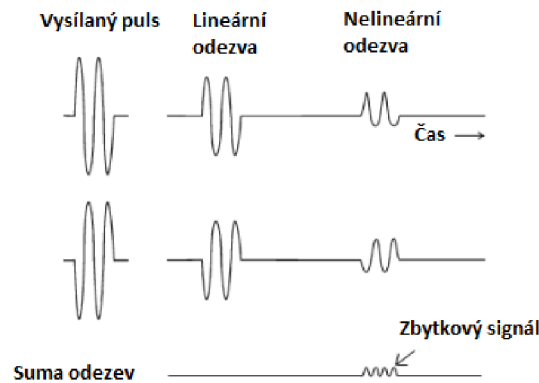 Vysílaný puls
Lineární
odezva
Nelineární
odezva
Čas
Zbytkový signál
Suma odezev